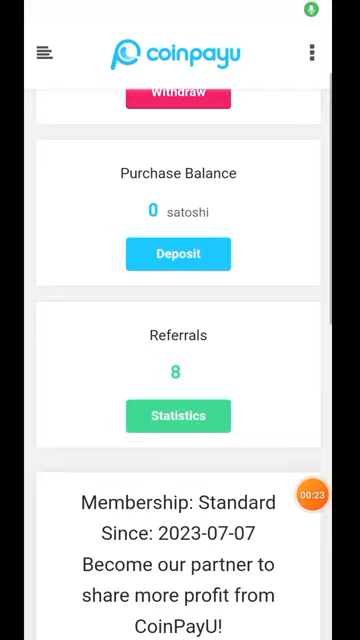 coinpayu
Withdraw
Purchase Balance
0 satoshi
Deposit
Referrals
8
Statistics
00:23
Membership: Standard
Since: 2023-07-07
Become our partner to
share more profit from
CoinPayU!